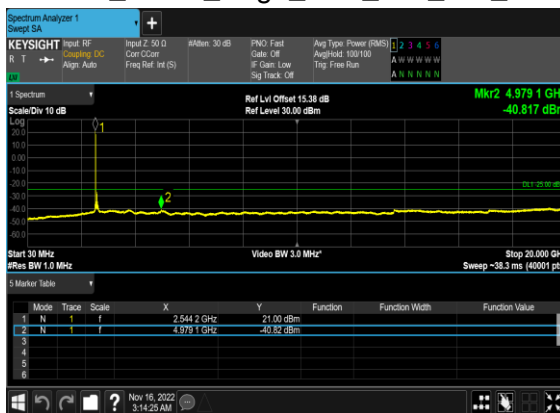 Spectrum Analyzer 1
Swept SA
KEYSIGHT
R T
LXI
Input: RF
Coupling: DC
Align: Auto
Input Z: 50 Ω
Corr CCorr
Freq Ref: Int (S)
#Atten: 30 dB
PNO: Fast
Gate: Off
IF Gain: Low
Sig Track: Off
Avg Type: Power (RMS)
Avg|Hold: 100/100
Trig: Free Run
1 2 3 4 5 6
A W W W W W
A N N N N N
1 Spectrum
Scale/Div 10 dB
Ref Lvl Offset 15.38 dB
Ref Level 30.00 dBm
Mkr2 4.979 1 GH
-40.817 dBr
Log
20.0
10.0
0.00
-10.0
-20.0
-30.0
-40.0
-50.0
-60.0
1
2
DL1 -25.00 dB
Start 30 MHz
#Res BW 1.0 MHz
Video BW 3.0 MHz*
Stop 20.000 GH
Sweep ~38.3 ms (40001 pt
5 Marker Table
Mode Trace Scale X Y Function Function Width Function Value
1 N 1 f 2.544 2 GHz 21.00 dBm
2 N 1 f 4.979 1 GHz -40.82 dBm
3
4
5
6
?
Nov 16, 2022
3:14:25 AM